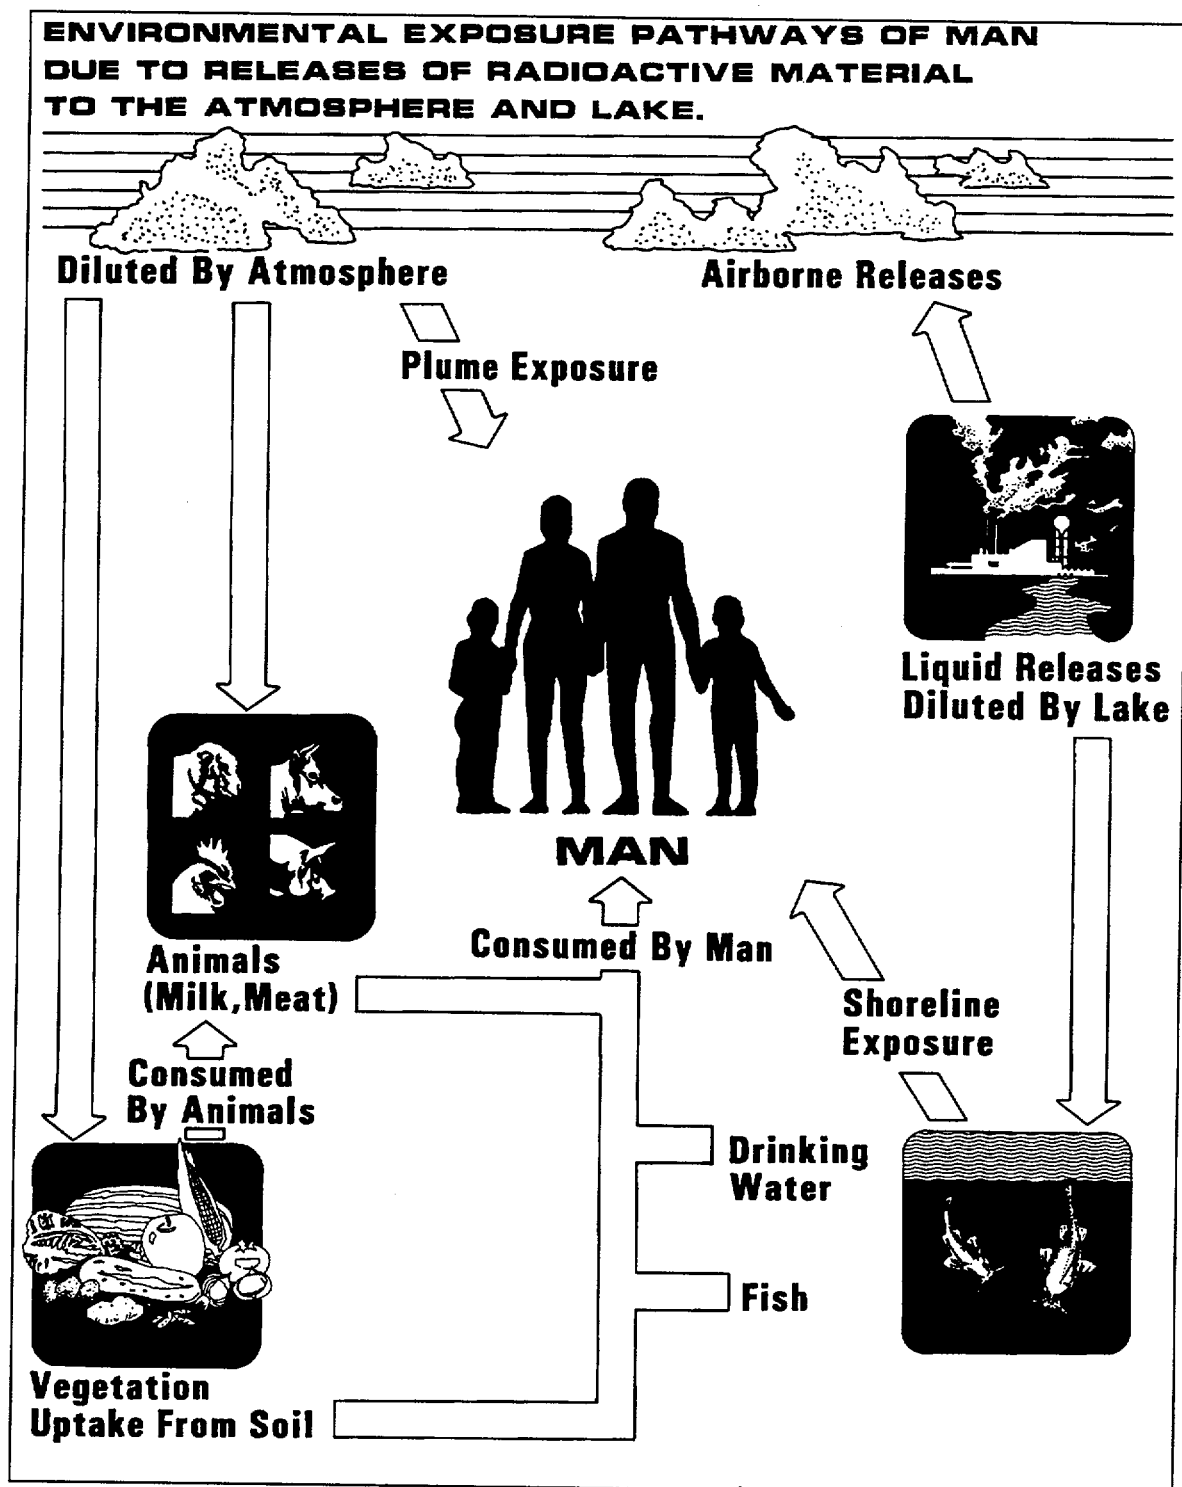 ENVIRONMENTAL EXPOSURE PATHWAYS OF MAN
DUE TO RELEASES OF RADIOACTIVE MATERIAL
TO THE ATMOSPHERE AND LAKE.
Diluted By Atmosphere
Airborne Releases
Plume Exposure
Liquid Releases
Diluted By Lake
MAN
Consumed By Man
Animals
(Milk,Meat)
Shoreline
Exposure
Consumed
By Animals
Drinking
Water
Fish
Vegetation
Uptake From Soil